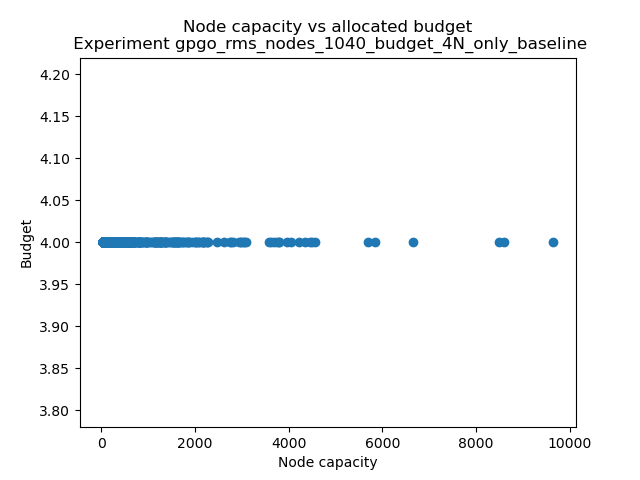 Node capacity vs allocated budget
Experiment gpgo_rms_nodes_1040_budget_4N_only_baseline
4.20
4.15
4.10
4.05
4.00
3.95
3.90
3.85
3.80
Budget
0 2000 4000 6000 8000 10000
Node capacity